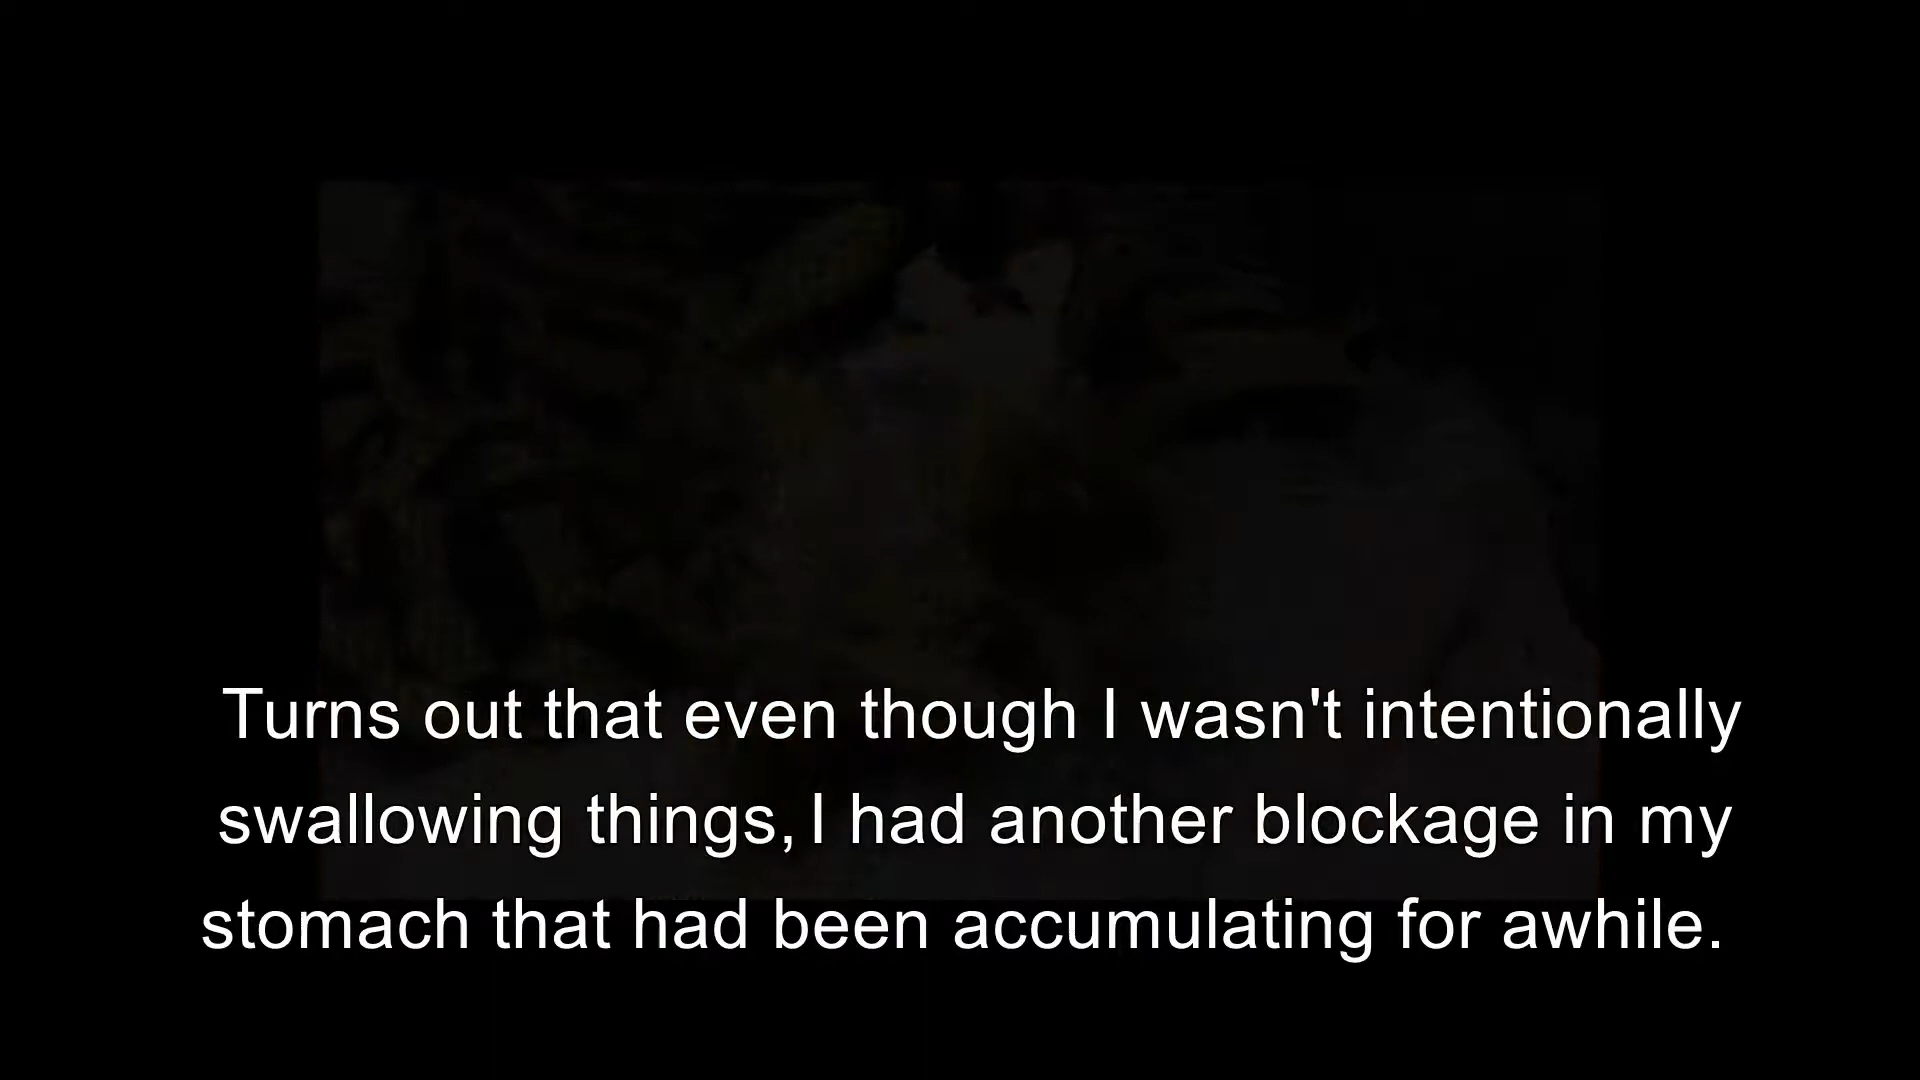 Turns out that even though I wasn't intentionally
swallowing things, I had another blockage in my
stomach that had been accumulating for awhile.